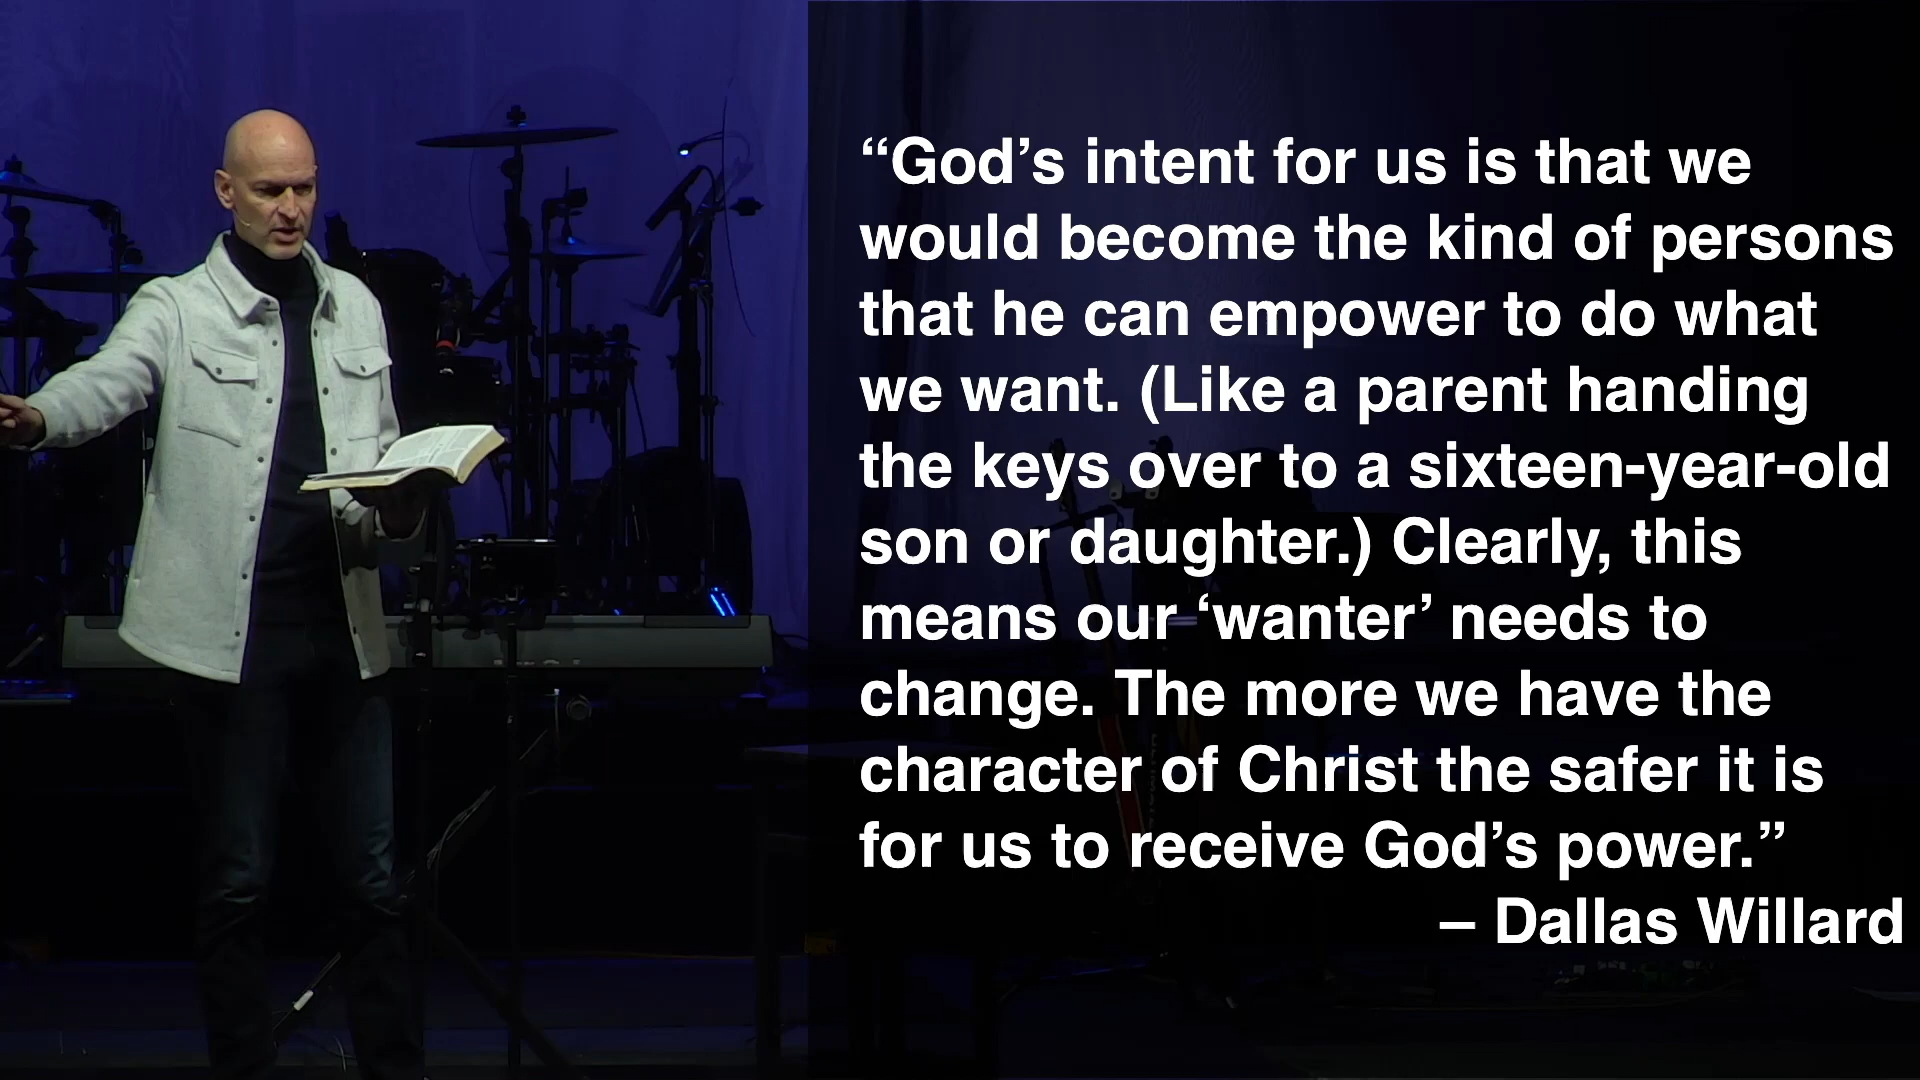 “God’s intent for us is that we
would become the kind of persons
that he can empower to do what
we want. (Like a parent handing
the keys over to a sixteen-year-old
son or daughter.) Clearly, this
means our ‘wanter’ needs to
change. The more we have the
character of Christ the safer it is
for us to receive God’s power.”
– Dallas Willard